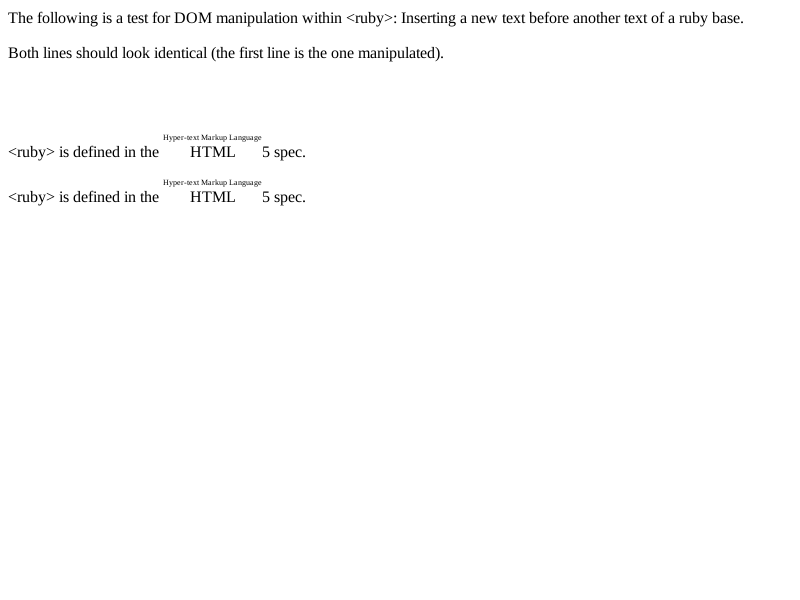 The following is a test for DOM manipulation within <ruby>: Inserting a new text before another text of a ruby base.
Both lines should look identical (the first line is the one manipulated).
Hyper-text Markup Language
<ruby> is defined in the HTML 5 spec.
Hyper-text Markup Language
<ruby> is defined in the HTML 5 spec.